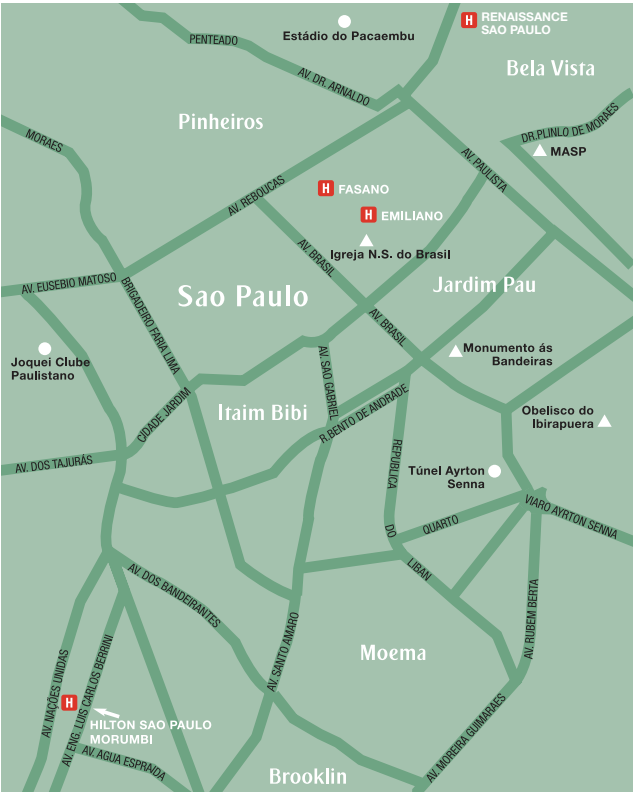 RENAISSANCE
SAO PAULO
H
Estádio do Pacaembu
PENTEADO
Bela Vista
AV. DR. ARNALDO
Pinheiros
DR.PLINLO DE MORAES
MORAES
MASP
AV. PAULISTA
H FASANO
AV. REBOUCAS
H EMILIANO
Igreja N.S. do Brasil
AV. BRASIL
AV. EUSEBIO MATOSO
Sao Paulo
Jardim Pau
BRIGADEIRO FARIA LIMA
AV. BRASIL
Joquei Clube
Paulistano
AV. SAO GABRIEL
Monumento ás
Bandeiras
CIDADE JARDIM
Itaim Bibi
R.BENTO DE ANDRADE
Obelisco do
Ibirapuera
AV. DOS TAJURÁS
REPUBLICA
DO
LIBAN
Túnel Ayrton
Senna
QUARTO
VIARO AYRTON SENNA
AV. DOS BANDEIRANTES
AV. RUBEM BERTA
AV. SANTO AMARO
Moema
AV. NAÇÕES UNIDAS
AV. ENG. LUIS CARLOS BERRINI
H
HILTON SAO PAULO
MORUMBI
AV. MOREIRA GUIMARAES
AV. AGUA ESPRAIDA
Brooklin